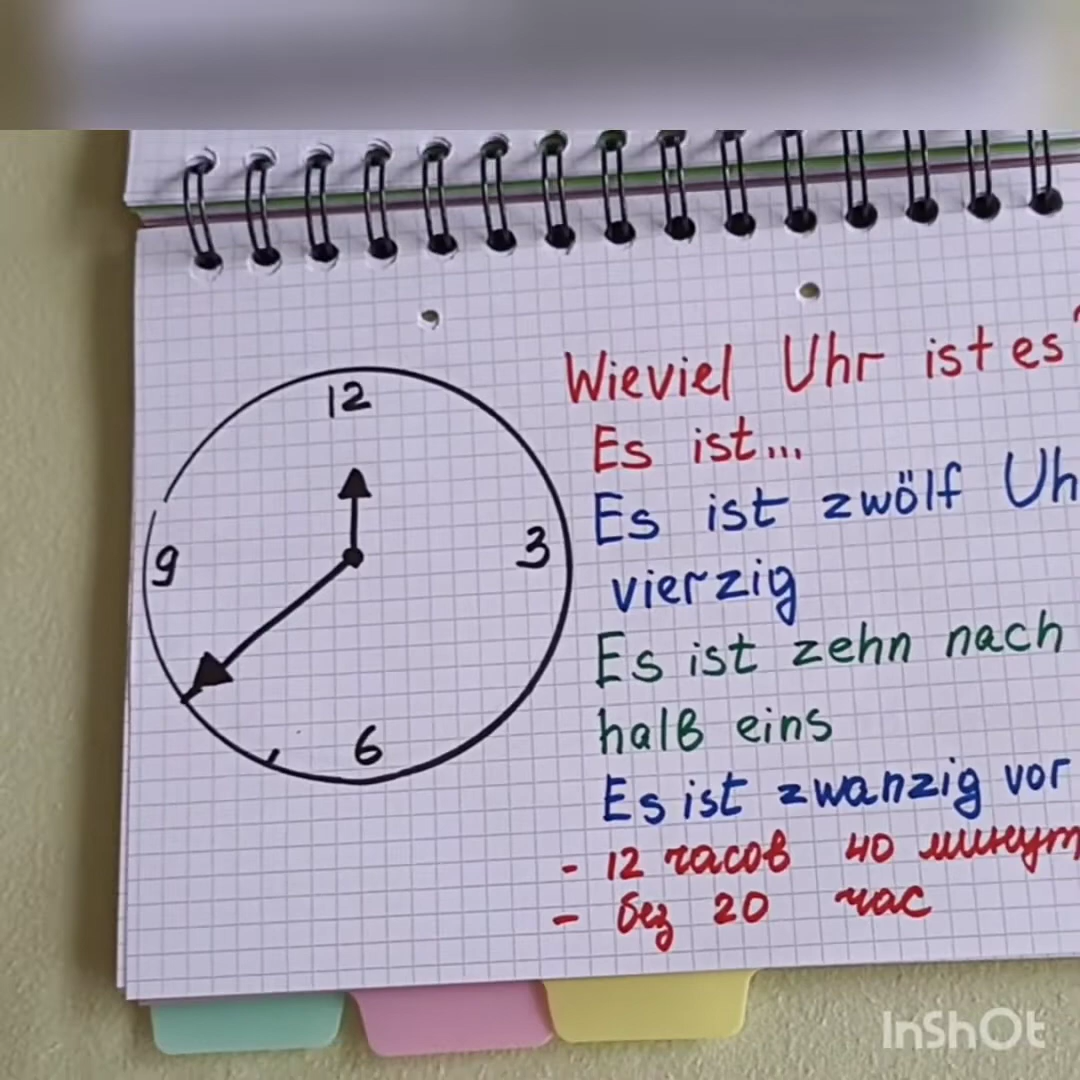 12
9
3
6
Wieviel Uhr ist es?
Es ist...
Es ist zwölf Uh
vierzig
Es ist zehn nach
halb eins
Es ist zwanzig vor
- 12 часов 40 минут
- без 20 час
InShOt